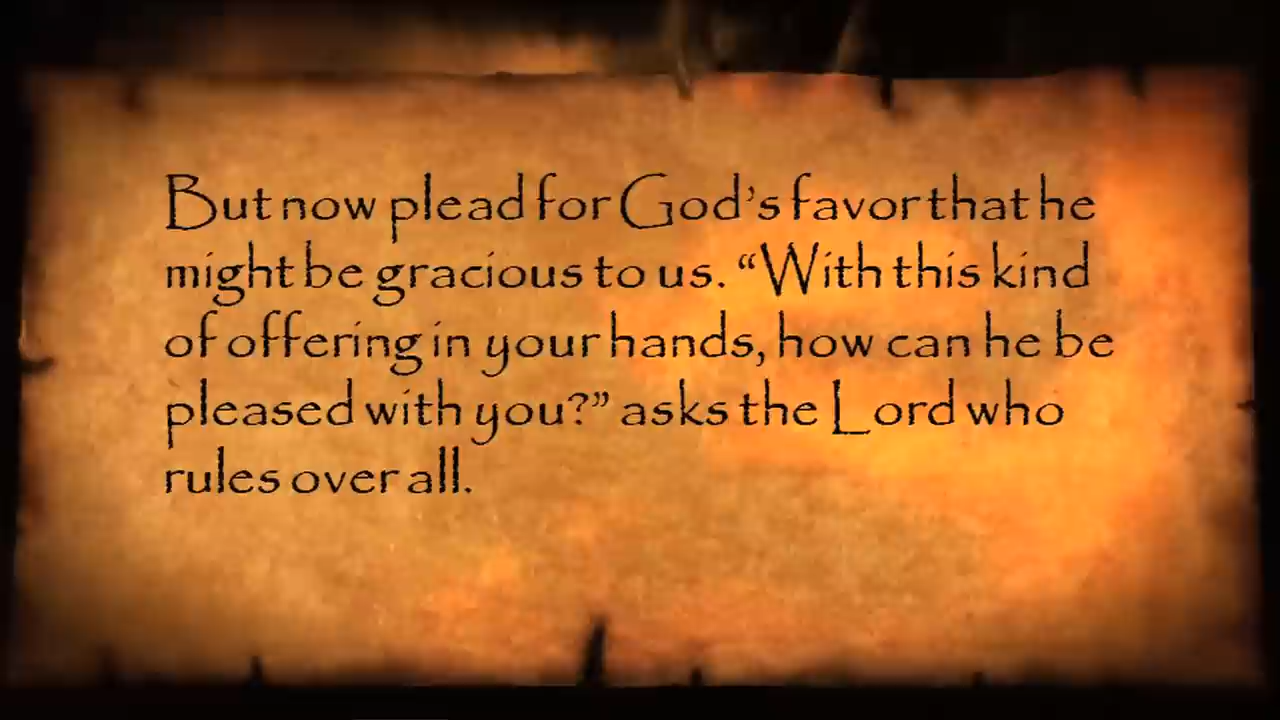 But now plead for God’s favor that he
might be gracious to us. “With this kind
of offering in your hands, how can he be
pleased with you?” asks the Lord who
rules over all.